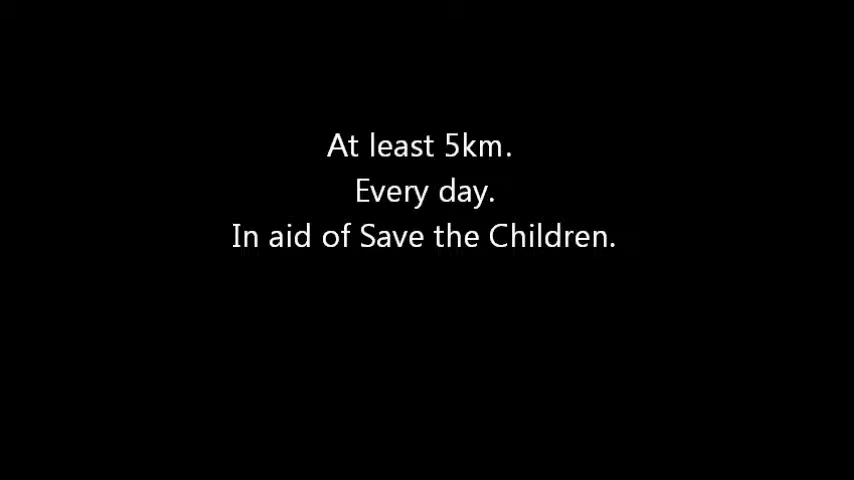 At least 5km.
Every day.
In aid of Save the Children.